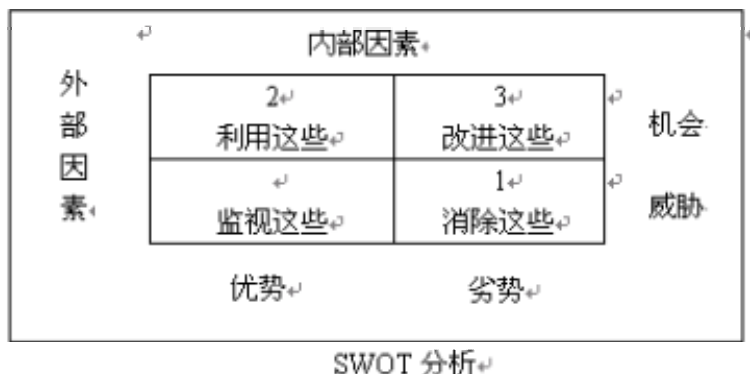 内部因素
外
部
因
素
2
3
利用这些
改进这些
机会
1
监视这些
消除这些
威胁
优势
劣势
SWOT 分析